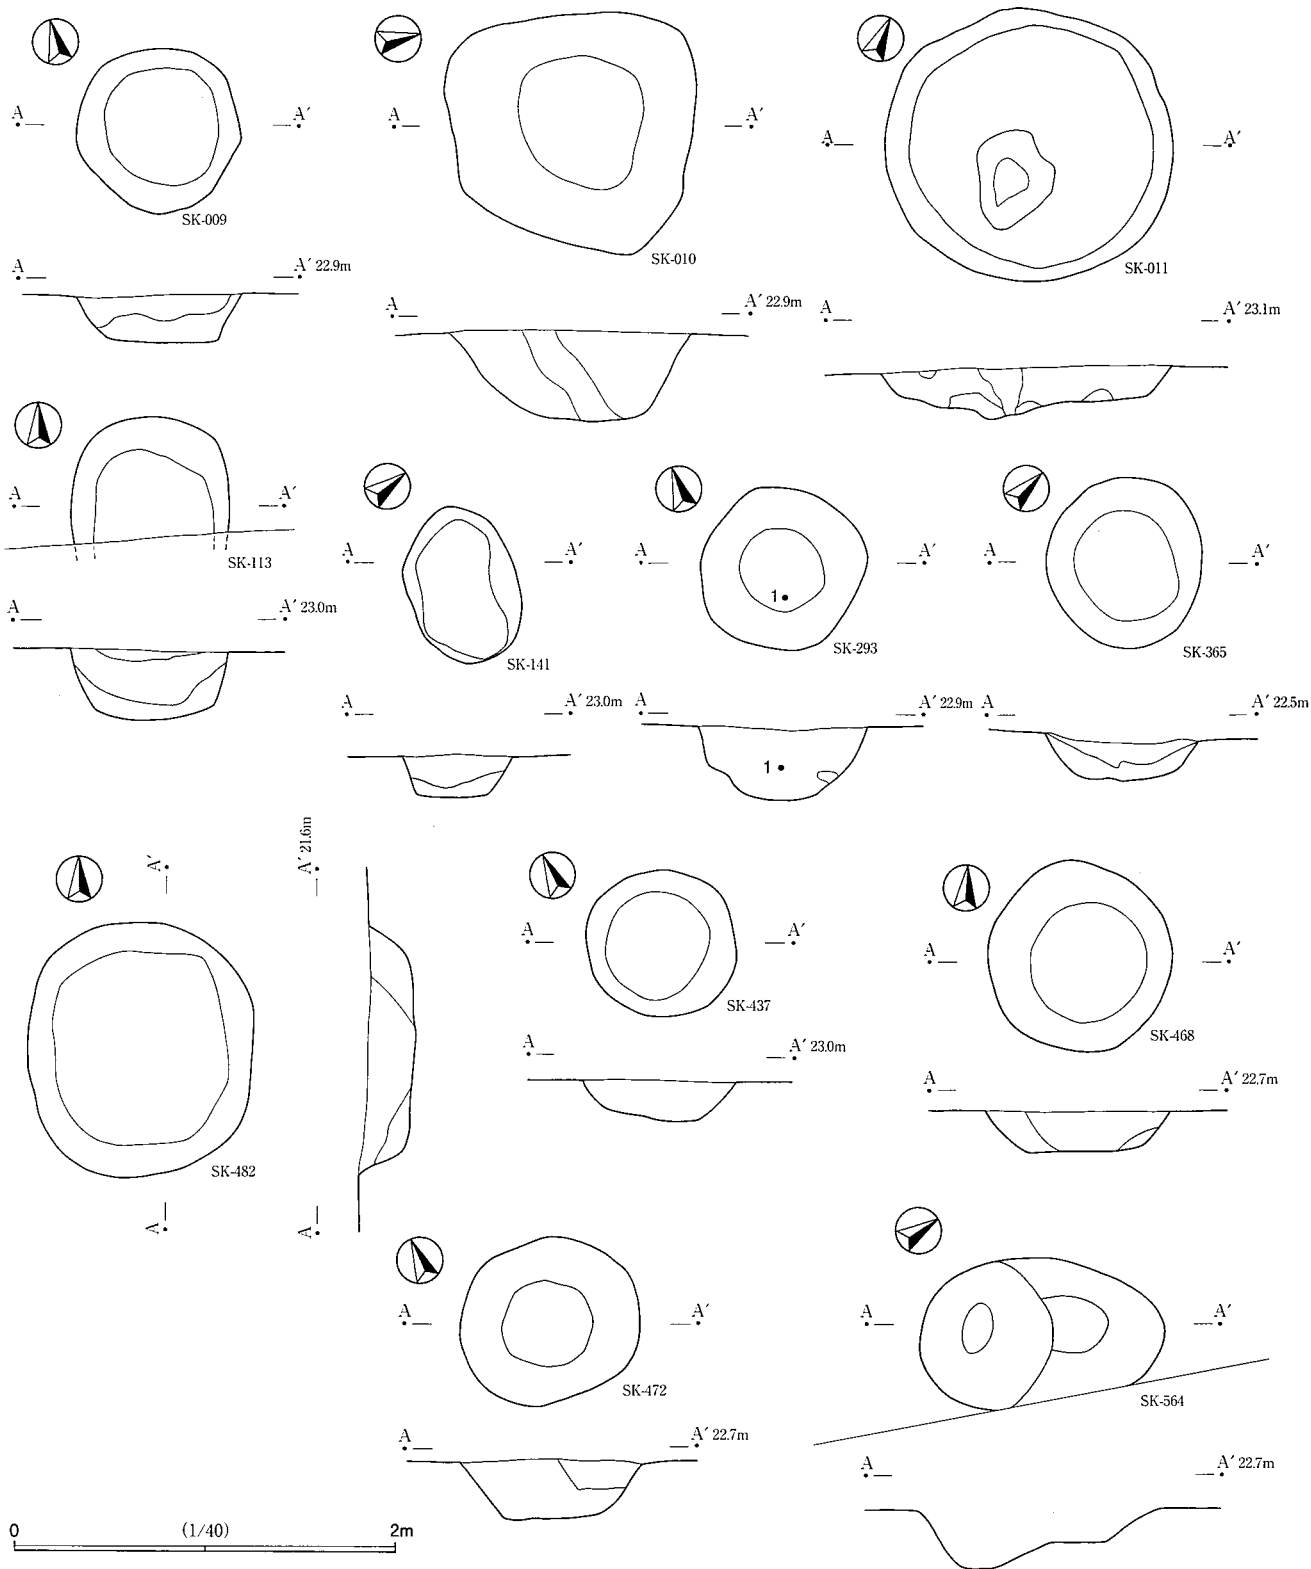 A
A′
SK-009
A
A′ 22.9m
A
A′
SK-010
A
A′ 22.9m
A
A′
SK-011
A
A′ 23.1m
A
A′
SK-113
A
A′ 23.0m
A
A′
SK-141
A
A′ 23.0m
A
A′
1
SK-293
A
A′ 22.9m
1
A
A′
SK-365
A
A′ 22.5m
A′
A′ 21.6m
SK-482
A
A
A
A′
SK-437
A
A′ 23.0m
A
A′
SK-468
A
A′ 22.7m
A
A′
SK-472
A
A′ 22.7m
A
A′
SK-564
A
A′ 22.7m
0 (1/40) 2m